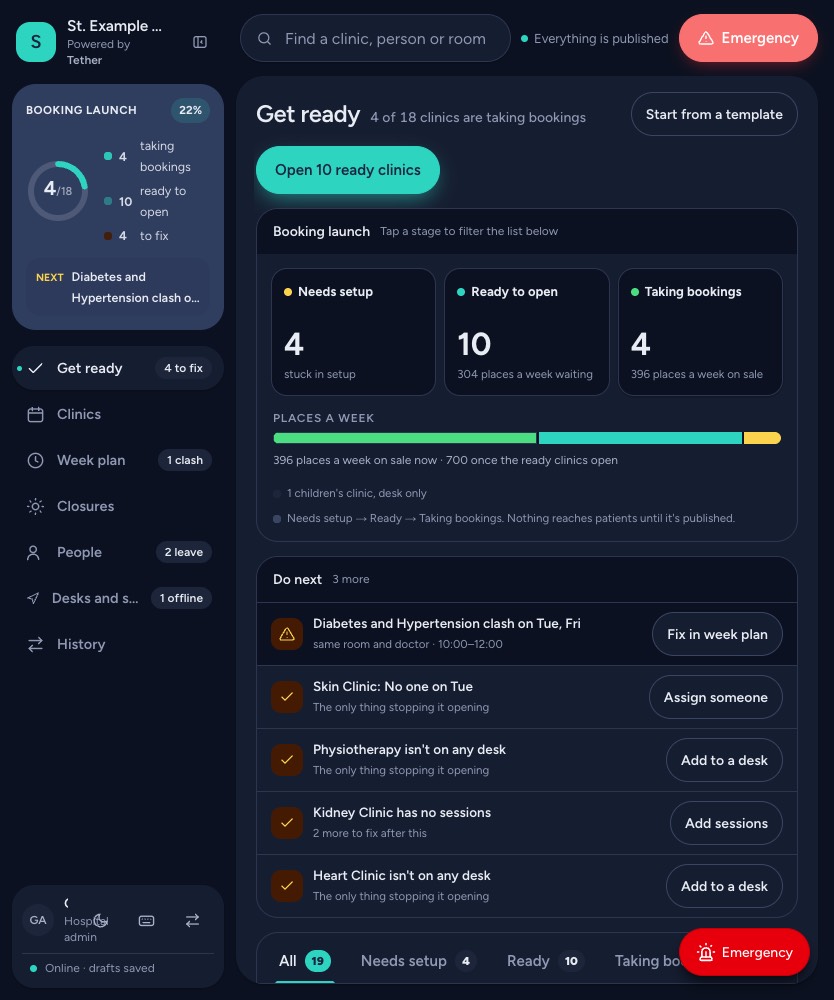 St. Example ...
Powered by
Tether
S
Find a clinic, person or room
Everything is published
Emergency
BOOKING LAUNCH
22%
4/18
4 taking
bookings
10 ready to
open
4 to fix
NEXT Diabetes and
Hypertension clash o...
Get ready
4 to fix
Clinics
Week plan
1 clash
Closures
People
2 leave
Desks and s...
1 offline
History
GA
Hospital
admin
Online · drafts saved
Get ready
4 of 18 clinics are taking bookings
Start from a template
Open 10 ready clinics
Booking launch
Tap a stage to filter the list below
Needs setup
4
stuck in setup
Ready to open
10
304 places a week waiting
Taking bookings
4
396 places a week on sale
PLACES A WEEK
396 places a week on sale now · 700 once the ready clinics open
1 children's clinic, desk only
Needs setup → Ready → Taking bookings. Nothing reaches patients until it's published.
Do next
3 more
Diabetes and Hypertension clash on Tue, Fri
same room and doctor · 10:00–12:00
Fix in week plan
Skin Clinic: No one on Tue
The only thing stopping it opening
Assign someone
Physiotherapy isn't on any desk
The only thing stopping it opening
Add to a desk
Kidney Clinic has no sessions
2 more to fix after this
Add sessions
Heart Clinic isn't on any desk
The only thing stopping it opening
Add to a desk
All 19
Needs setup 4
Ready 10
Taking bo
Emergency